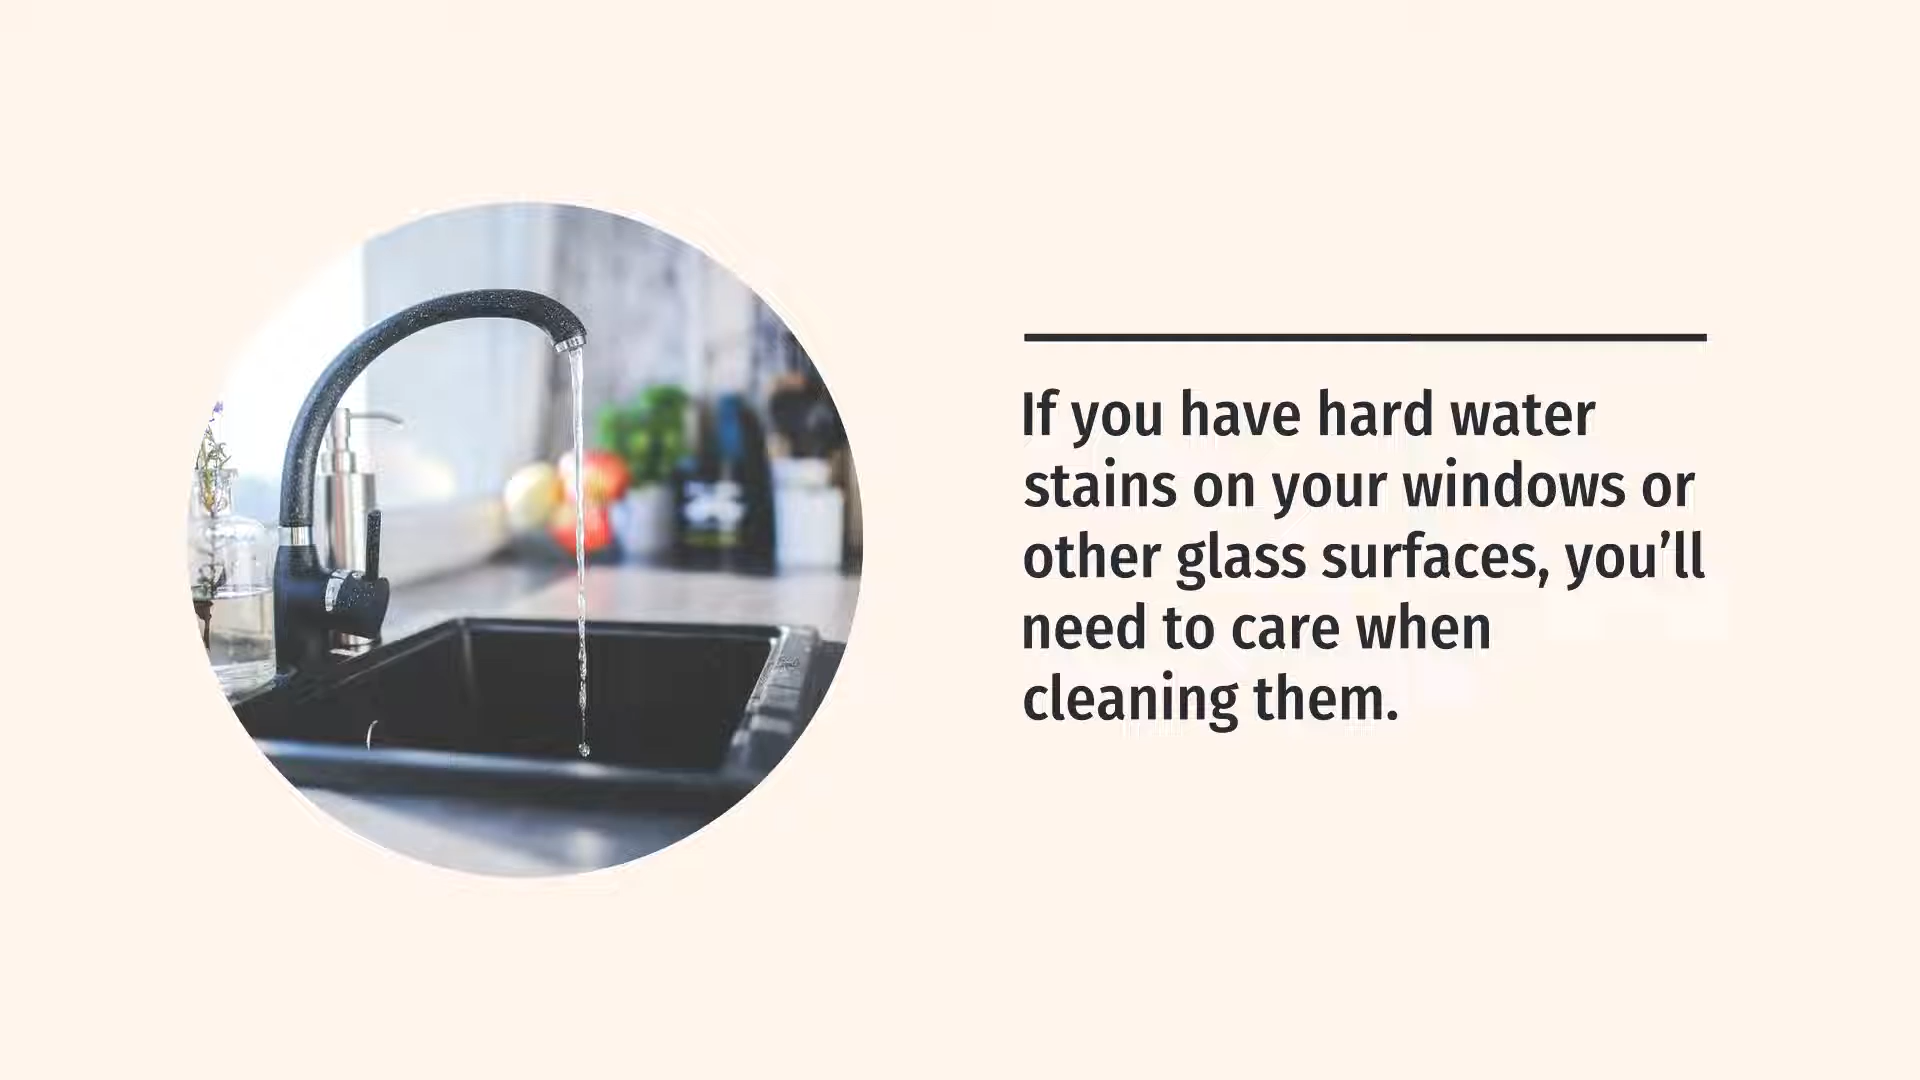 If you have hard water
stains on your windows or
other glass surfaces, you’ll
need to care when
cleaning them.